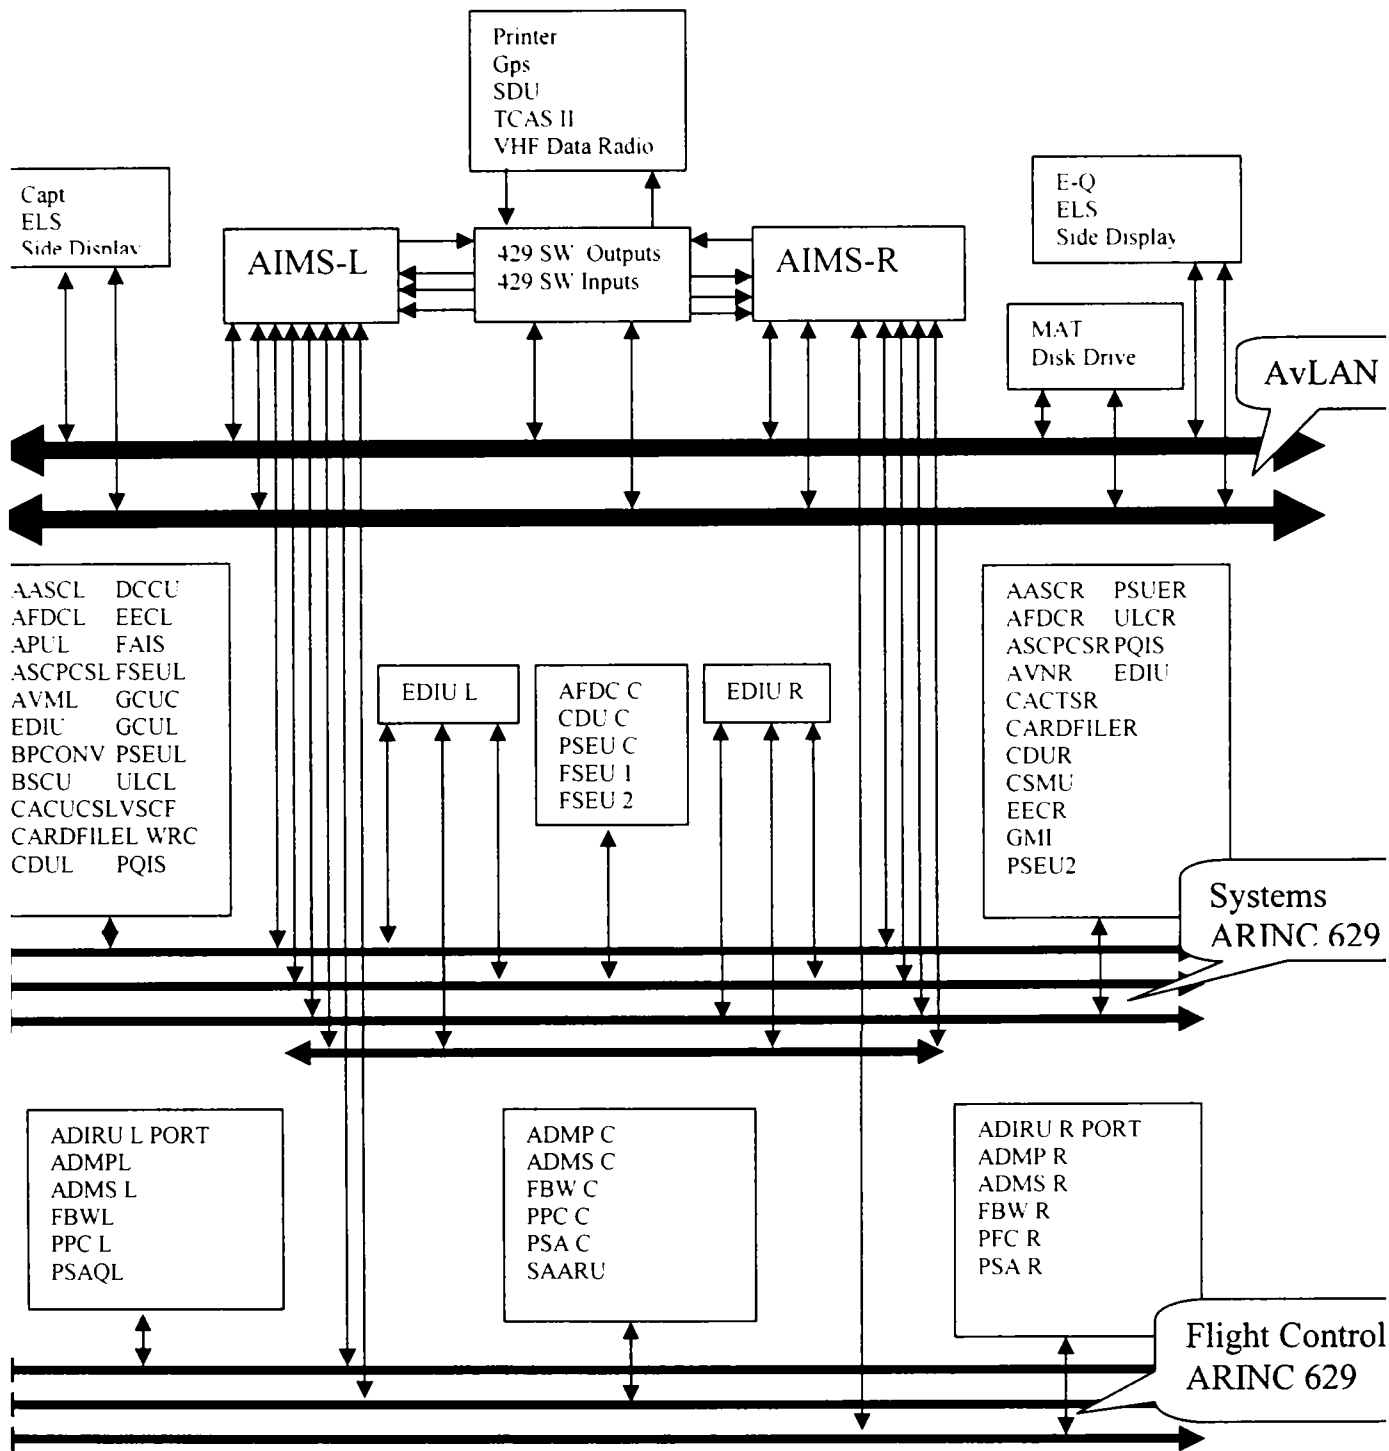 Printer
Gps
SDU
TCAS II
VHF Data Radio
Capt
ELS
Side Display
AIMS-L
429 SW Outputs
429 SW Inputs
AIMS-R
E-Q
ELS
Side Display
MAT
Disk Drive
AvLAN
AASCL DCCU
AFDCL EECL
APUL FAIS
ASCPCSL FSEUL
AVML GCUC
EDIU GCUL
BPCONV PSEUL
BSCU ULCL
CACUCSLVSCF
CARDFILEL WRC
CDUL PQIS
EDIU L
AFDC C
CDU C
PSEU C
FSEU 1
FSEU 2
EDIU R
AASCR PSUER
AFDCR ULCR
ASCPCSR PQIS
AVNR EDIU
CACTSR
CARDFILER
CDUR
CSMU
EECR
GMI
PSEU2
Systems
ARINC 629
ADIRU L PORT
ADMPL
ADMS L
FBWL
PPC L
PSAQL
ADMP C
ADMS C
FBW C
PPC C
PSA C
SAARU
ADIRU R PORT
ADMP R
ADMS R
FBW R
PFC R
PSA R
Flight Control
ARINC 629